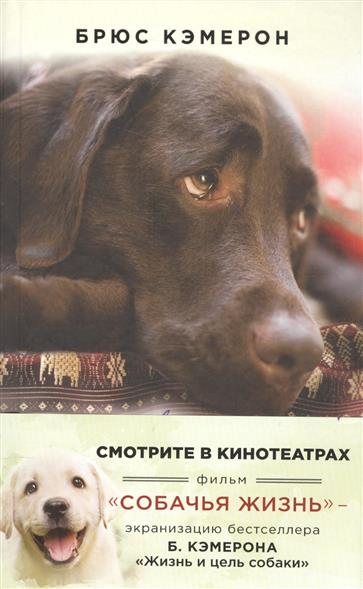 БРЮС КЭМЕРОН
СМОТРИТЕ В КИНОТЕАТРАХ
фильм
«СОБАЧЬЯ ЖИЗНЬ» –
экранизацию бестселлера
Б. КЭМЕРОНА
«Жизнь и цель собаки»